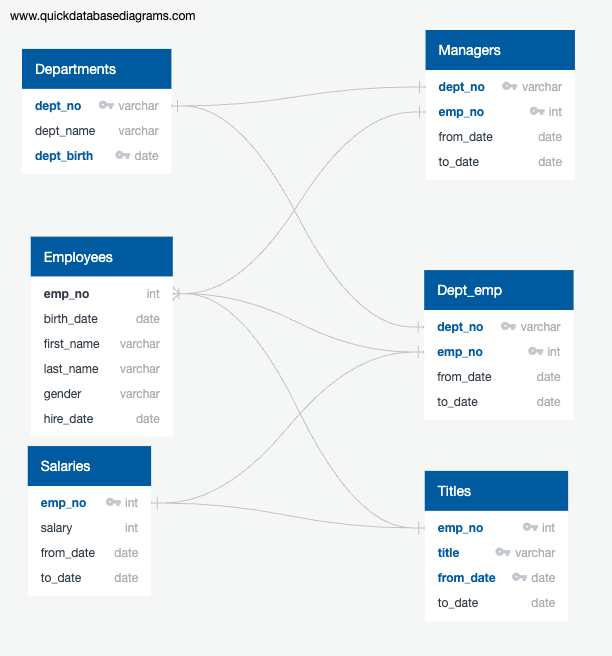 www.quickdatabasediagrams.com
Departments
dept_no varchar
dept_name varchar
dept_birth date
Managers
dept_no varchar
emp_no int
from_date date
to_date date
Employees
emp_no int
birth_date date
first_name varchar
last_name varchar
gender varchar
hire_date date
Dept_emp
dept_no varchar
emp_no int
from_date date
to_date date
Salaries
emp_no int
salary int
from_date date
to_date date
Titles
emp_no int
title varchar
from_date date
to_date date